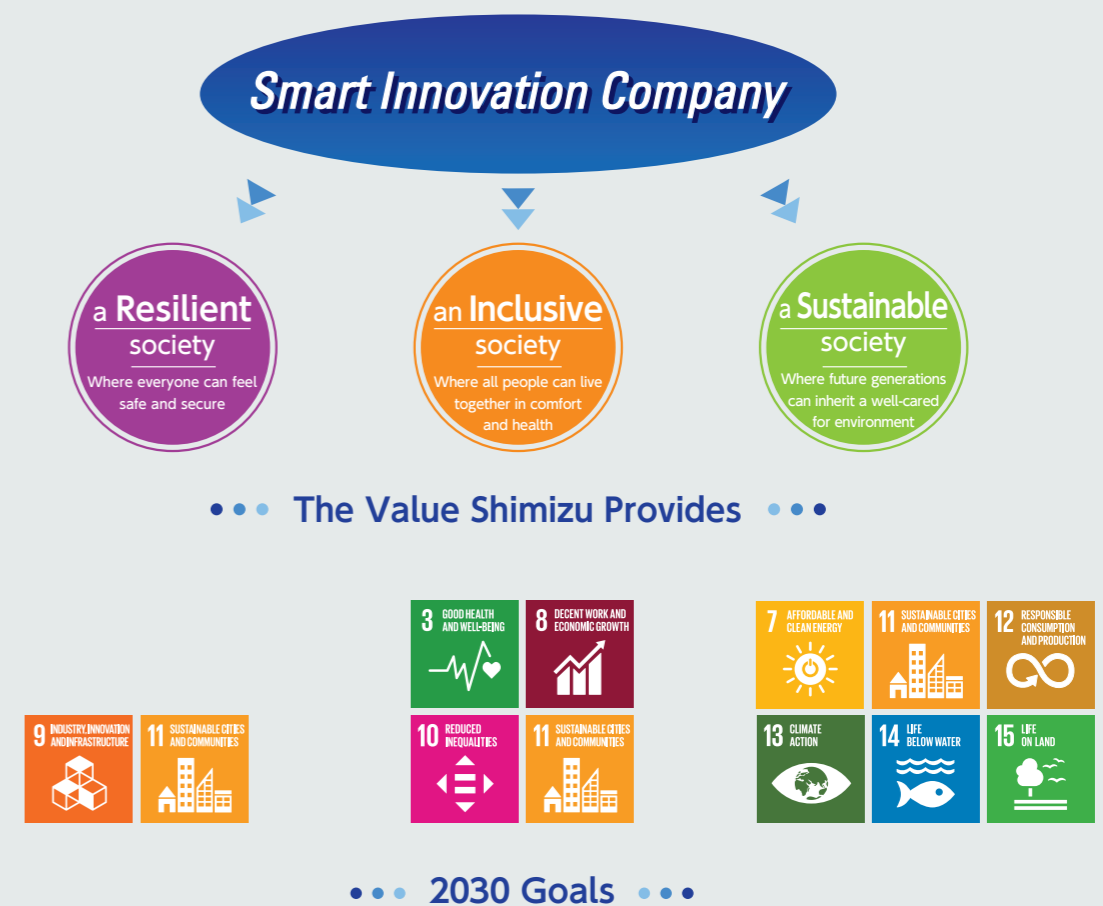 Smart Innovation Company
a Resilient
society
Where everyone can feel
safe and secure
an Inclusive
society
Where all people can live
together in comfort
and health
a Sustainable
society
Where future generations
can inherit a well-cared
for environment
The Value Shimizu Provides
9 INDUSTRY, INNOVATION
AND INFRASTRUCTURE
11 SUSTAINABLE CITIES
AND COMMUNITIES
3 GOOD HEALTH
AND WELL-BEING
8 DECENT WORK AND
ECONOMIC GROWTH
10 REDUCED
INEQUALITIES
11 SUSTAINABLE CITIES
AND COMMUNITIES
7 AFFORDABLE AND
CLEAN ENERGY
11 SUSTAINABLE CITIES
AND COMMUNITIES
12 RESPONSIBLE
CONSUMPTION
AND PRODUCTION
13 CLIMATE
ACTION
14 LIFE
BELOW WATER
15 LIFE
ON LAND
2030 Goals